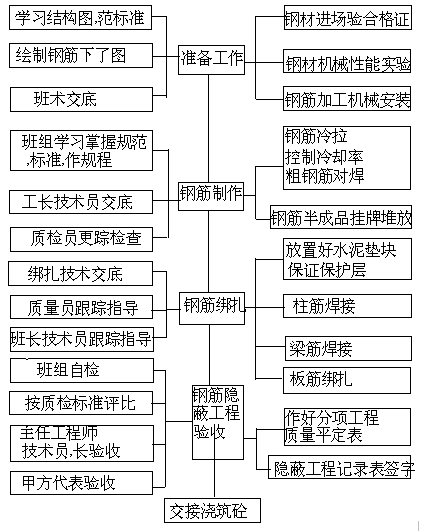 学习结构图,范标准
绘制钢筋下了图
班术交底
准备工作
钢材进场验合格证
钢材机械性能实验
钢筋加工机械安装
班组学习掌握规范
,标准,作规程
工长技术员交底
质检员更踪检查
钢筋制作
钢筋冷拉
控制冷却率
粗钢筋对焊
钢筋半成品挂牌堆放
绑扎技术交底
质量员跟踪指导
班长技术员跟踪指导
钢筋绑扎
放置好水泥垫块
保证保护层
柱筋焊接
梁筋焊接
板筋绑扎
班组自检
按质检标准评比
主任工程师
技术员,长验收
甲方代表验收
钢筋隐
蔽工程
验收
作好分项工程
质量平定表
隐蔽工程记录表签字
交接浇筑砼